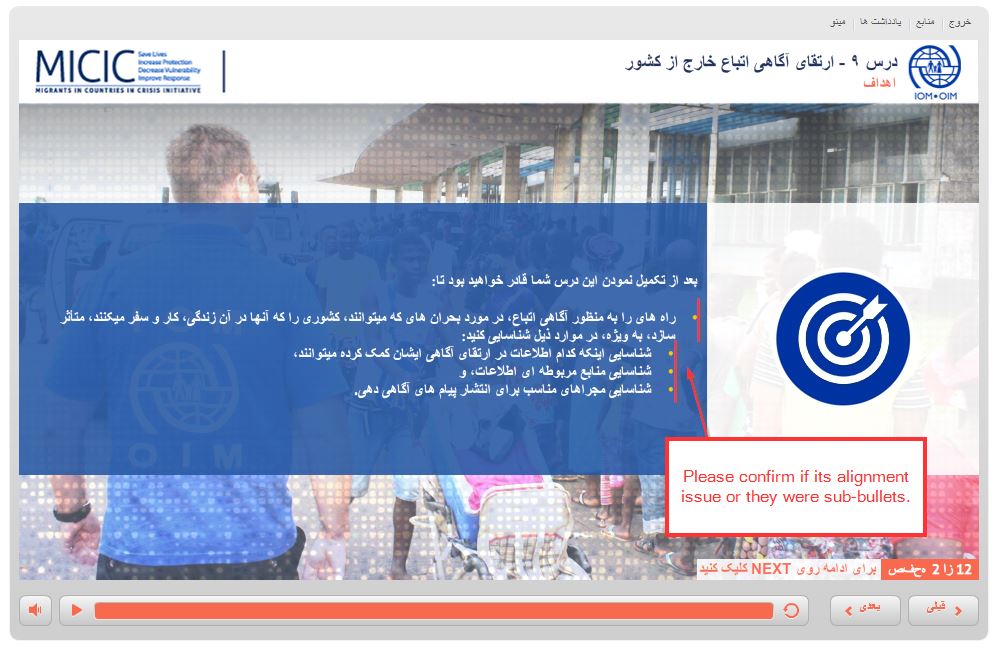 خروج | منابع | یادداشت ها | مینو
MICIC
Save Lives
Increase Protection
Decrease Vulnerability
Improve Response
MIGRANTS IN COUNTRIES IN CRISIS INITIATIVE
درس ۹ - ارتقای آگاهی اتباع خارج از کشور
اهداف
IOM•OIM
بعد از تکمیل نمودن این درس شما قادر خواهید بود تا:
• راه های را به منظور آگاهی اتباع، در مورد بحران های که میتوانند، کشوری را که آنها در آن زندگی، کار و سفر میکنند، متأثر
سازد، به ویژه، در موارد ذیل شناسایی کنید:
• شناسایی اینکه کدام اطلاعات در ارتقای آگاهی ایشان کمک کرده میتوانند،
• شناسایی منابع مربوطه ای اطلاعات، و
• شناسایی مجراهای مناسب برای انتشار پیام های آگاهی دهی.
OIM
Please confirm if its alignment
issue or they were sub-bullets.
برای ادامه روی NEXT کلیک کنید
12 زا 2 هحفص
بعدی
قبلی